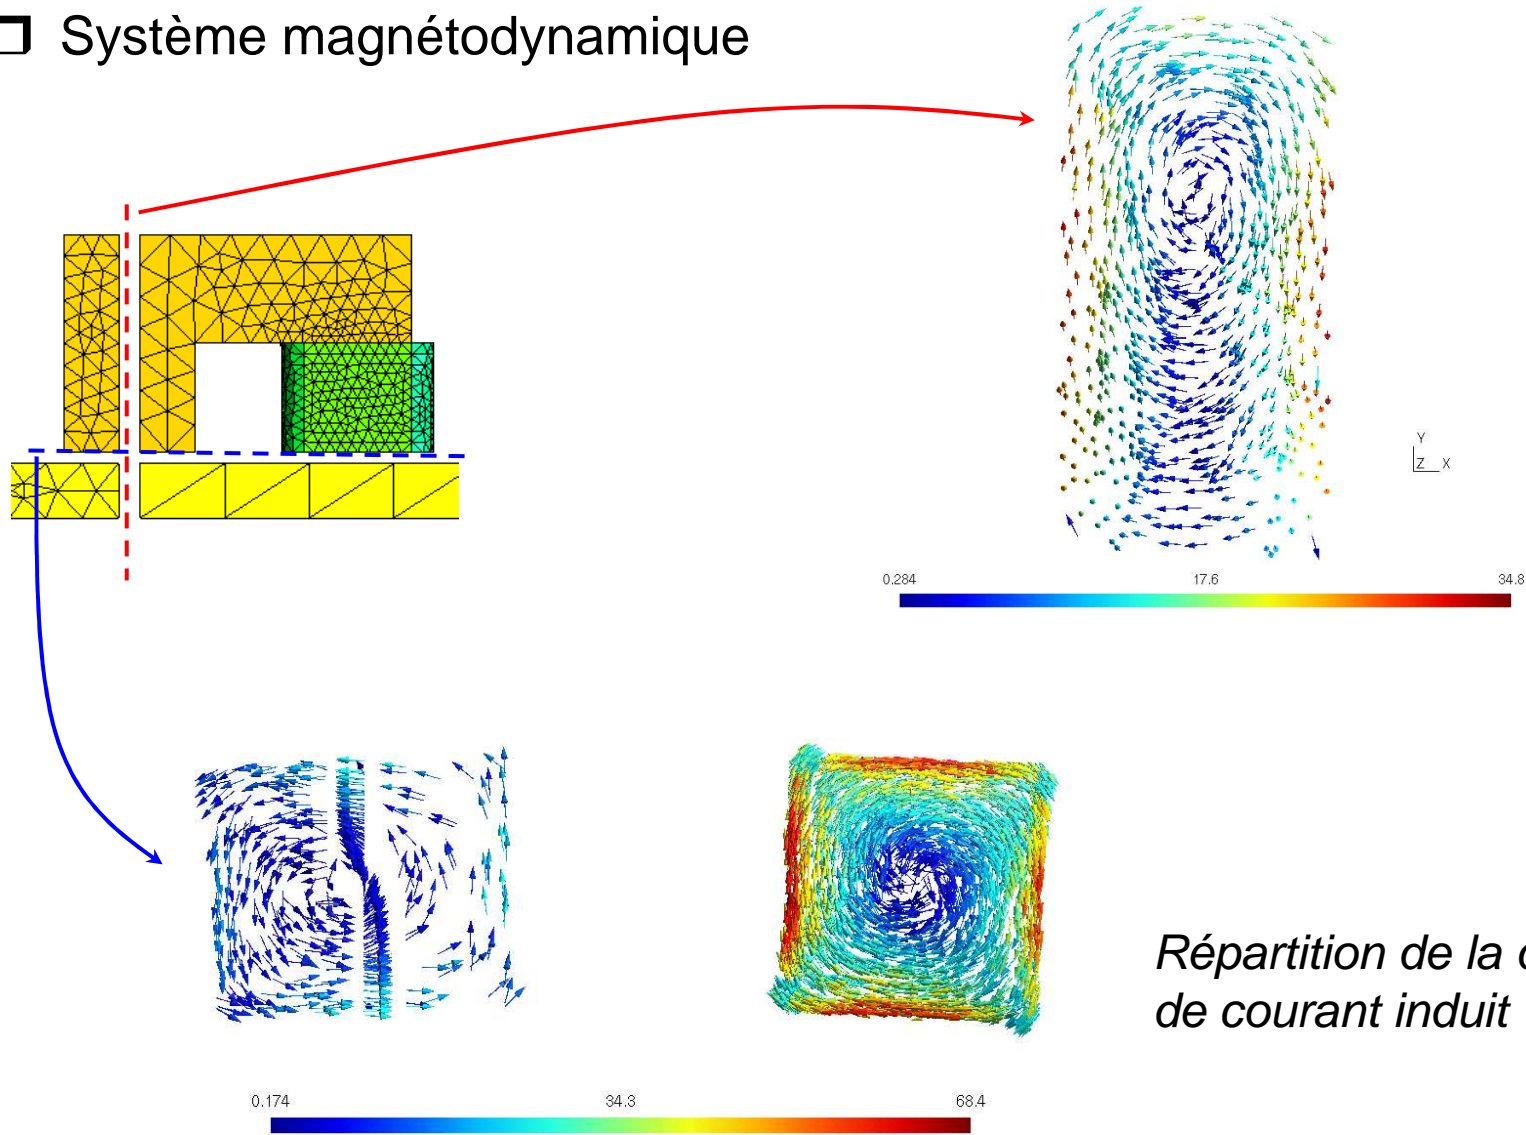 Système magnétodynamique
Y
Z X
0.284 17.6 34.8
Répartition de la
de courant induit
0.174 34.3 68.4